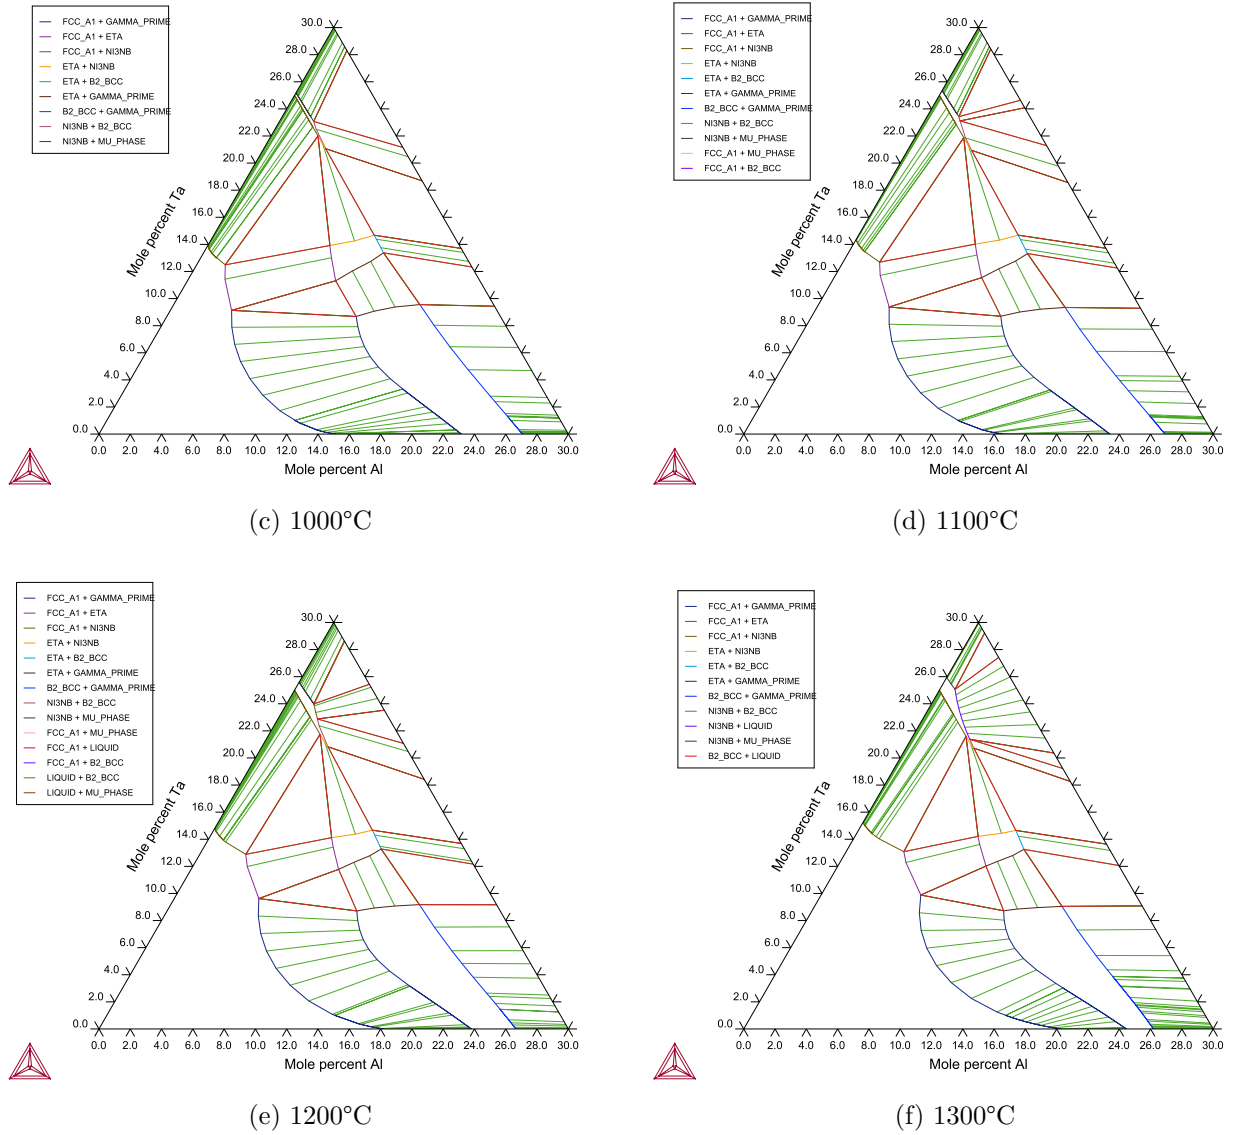 FCC_A1 + GAMMA_PRIME
FCC_A1 + ETA
FCC_A1 + NI3NB
ETA + NI3NB
ETA + B2_BCC
ETA + GAMMA_PRIME
B2_BCC + GAMMA_PRIME
NI3NB + B2_BCC
NI3NB + MU_PHASE
30.0
28.0
26.0
24.0
22.0
20.0
18.0
16.0
14.0
12.0
10.0
8.0
6.0
4.0
2.0
0.0
Mole percent Ta
0.0 2.0 4.0 6.0 8.0 10.0 12.0 14.0 16.0 18.0 20.0 22.0 24.0 26.0 28.0 30.0
Mole percent Al
(c) 1000°C
FCC_A1 + GAMMA_PRIME
FCC_A1 + ETA
FCC_A1 + NI3NB
ETA + NI3NB
ETA + B2_BCC
ETA + GAMMA_PRIME
B2_BCC + GAMMA_PRIME
NI3NB + B2_BCC
NI3NB + MU_PHASE
FCC_A1 + MU_PHASE
FCC_A1 + B2_BCC
30.0
28.0
26.0
24.0
22.0
20.0
18.0
16.0
14.0
12.0
10.0
8.0
6.0
4.0
2.0
0.0
Mole percent Ta
0.0 2.0 4.0 6.0 8.0 10.0 12.0 14.0 16.0 18.0 20.0 22.0 24.0 26.0 28.0 30.0
Mole percent Al
(d) 1100°C
FCC_A1 + GAMMA_PRIME
FCC_A1 + ETA
FCC_A1 + NI3NB
ETA + NI3NB
ETA + B2_BCC
ETA + GAMMA_PRIME
B2_BCC + GAMMA_PRIME
NI3NB + B2_BCC
NI3NB + MU_PHASE
FCC_A1 + MU_PHASE
FCC_A1 + LIQUID
FCC_A1 + B2_BCC
LIQUID + B2_BCC
LIQUID + MU_PHASE
30.0
28.0
26.0
24.0
22.0
20.0
18.0
16.0
14.0
12.0
10.0
8.0
6.0
4.0
2.0
0.0
Mole percent Ta
0.0 2.0 4.0 6.0 8.0 10.0 12.0 14.0 16.0 18.0 20.0 22.0 24.0 26.0 28.0 30.0
Mole percent Al
(e) 1200°C
FCC_A1 + GAMMA_PRIME
FCC_A1 + ETA
FCC_A1 + NI3NB
ETA + NI3NB
ETA + B2_BCC
ETA + GAMMA_PRIME
B2_BCC + GAMMA_PRIME
NI3NB + B2_BCC
NI3NB + LIQUID
NI3NB + MU_PHASE
B2_BCC + LIQUID
30.0
28.0
26.0
24.0
22.0
20.0
18.0
16.0
14.0
12.0
10.0
8.0
6.0
4.0
2.0
0.0
Mole percent Ta
0.0 2.0 4.0 6.0 8.0 10.0 12.0 14.0 16.0 18.0 20.0 22.0 24.0 26.0 28.0 30.0
Mole percent Al
(f) 1300°C